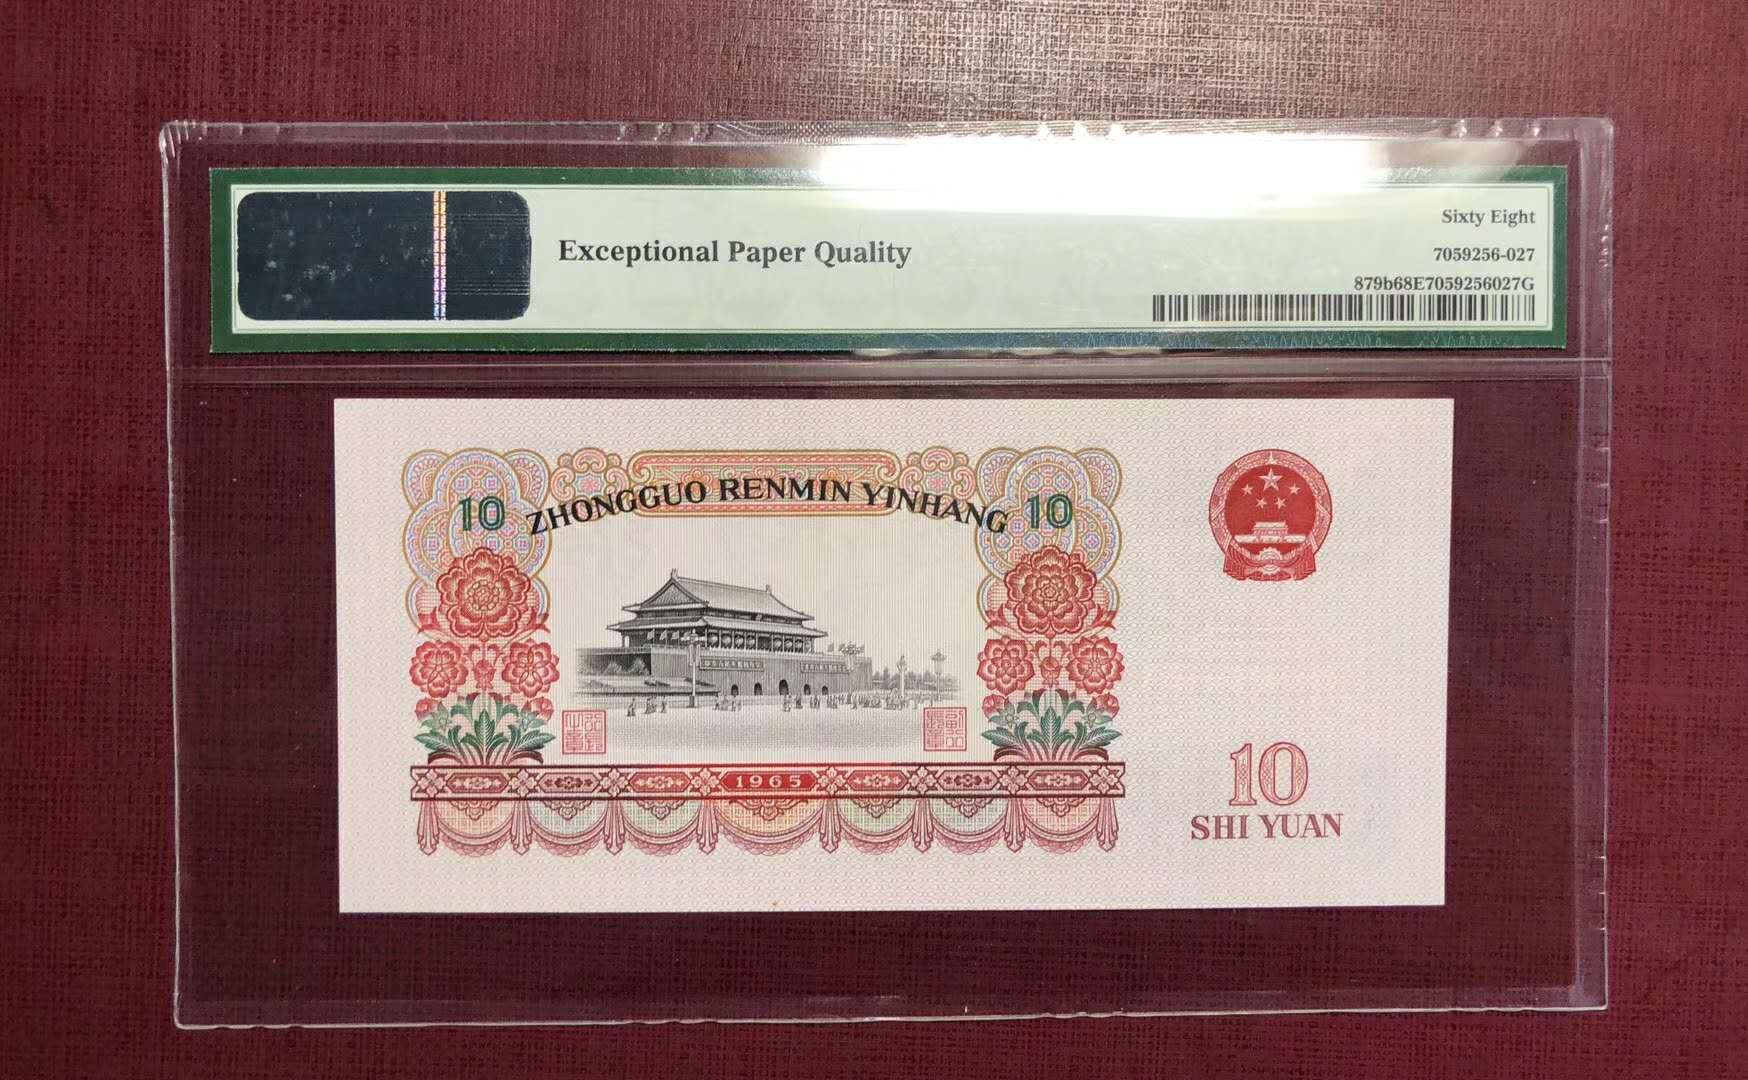 Exceptional Paper Quality
Sixty Eight
7059256-027
879b68E7059256027G
10 ZHONGGUO RENMIN YINHANG 10
1965
10
SHI YUAN